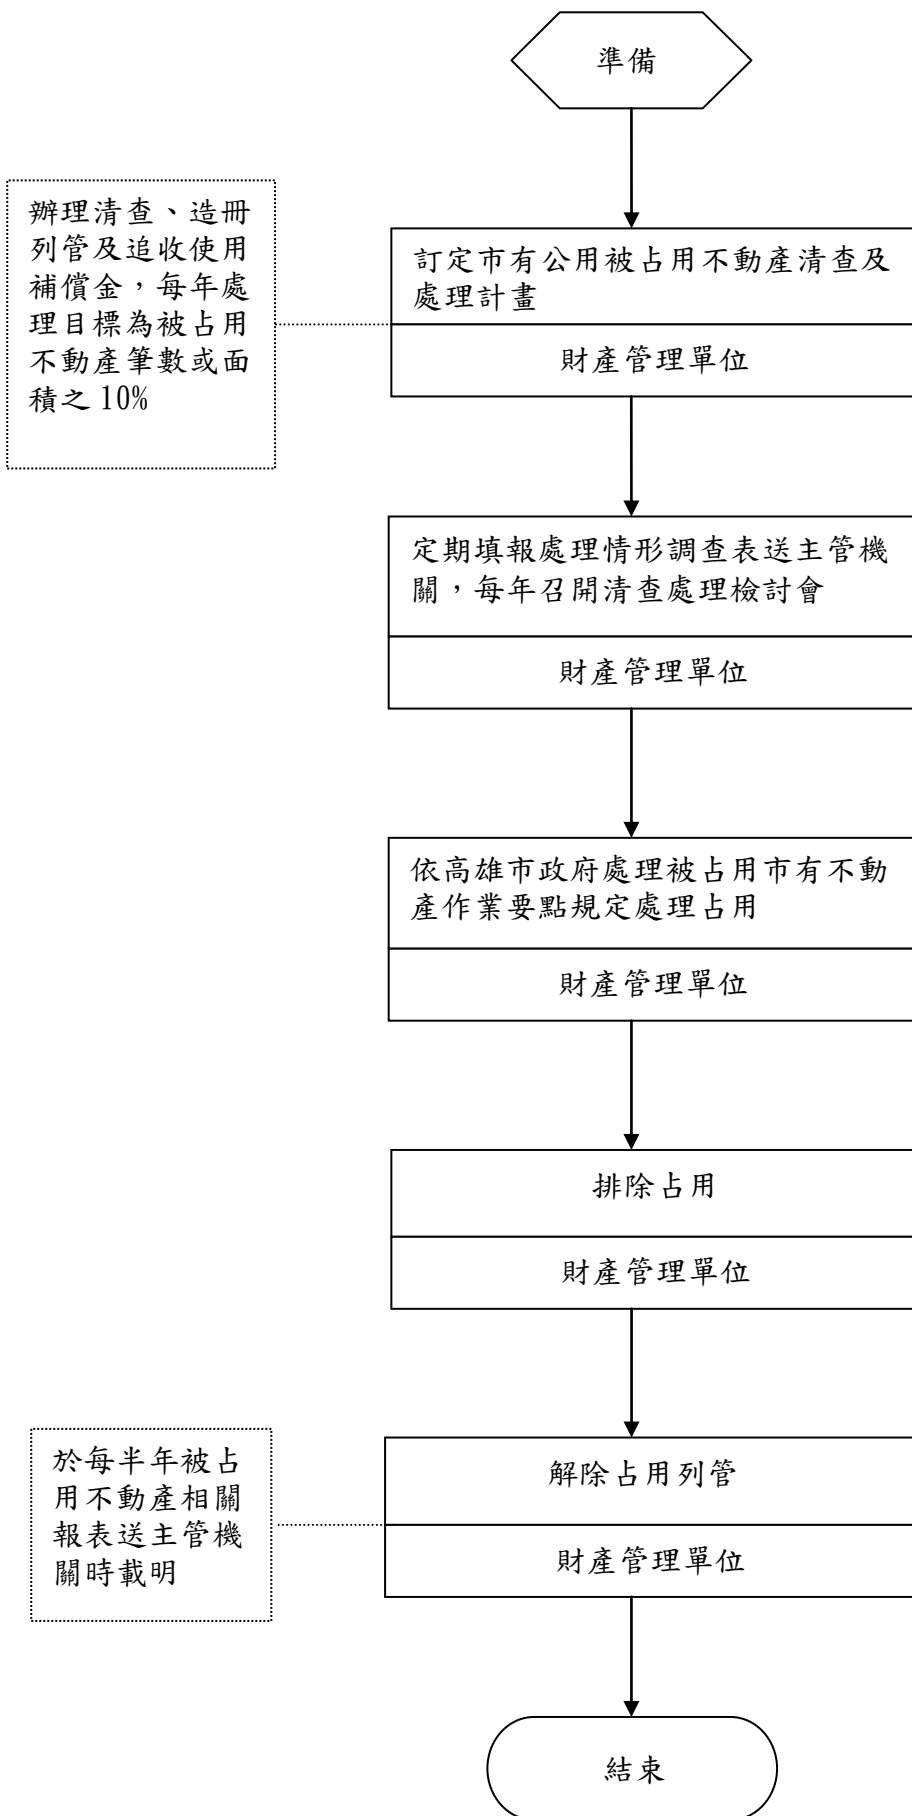 準備
辦理清查、造冊
列管及追收使用
補償金，每年處
理目標為被占用
不動產筆數或面
積之 10%
訂定市有公用被占用不動產清查及
處理計畫
財產管理單位
定期填報處理情形調查表送主管機
關，每年召開清查處理檢討會
財產管理單位
依高雄市政府處理被占用市有不動
產作業要點規定處理占用
財產管理單位
排除占用
財產管理單位
於每半年被占
用不動產相關
報表送主管機
關時載明
解除占用列管
財產管理單位
結束